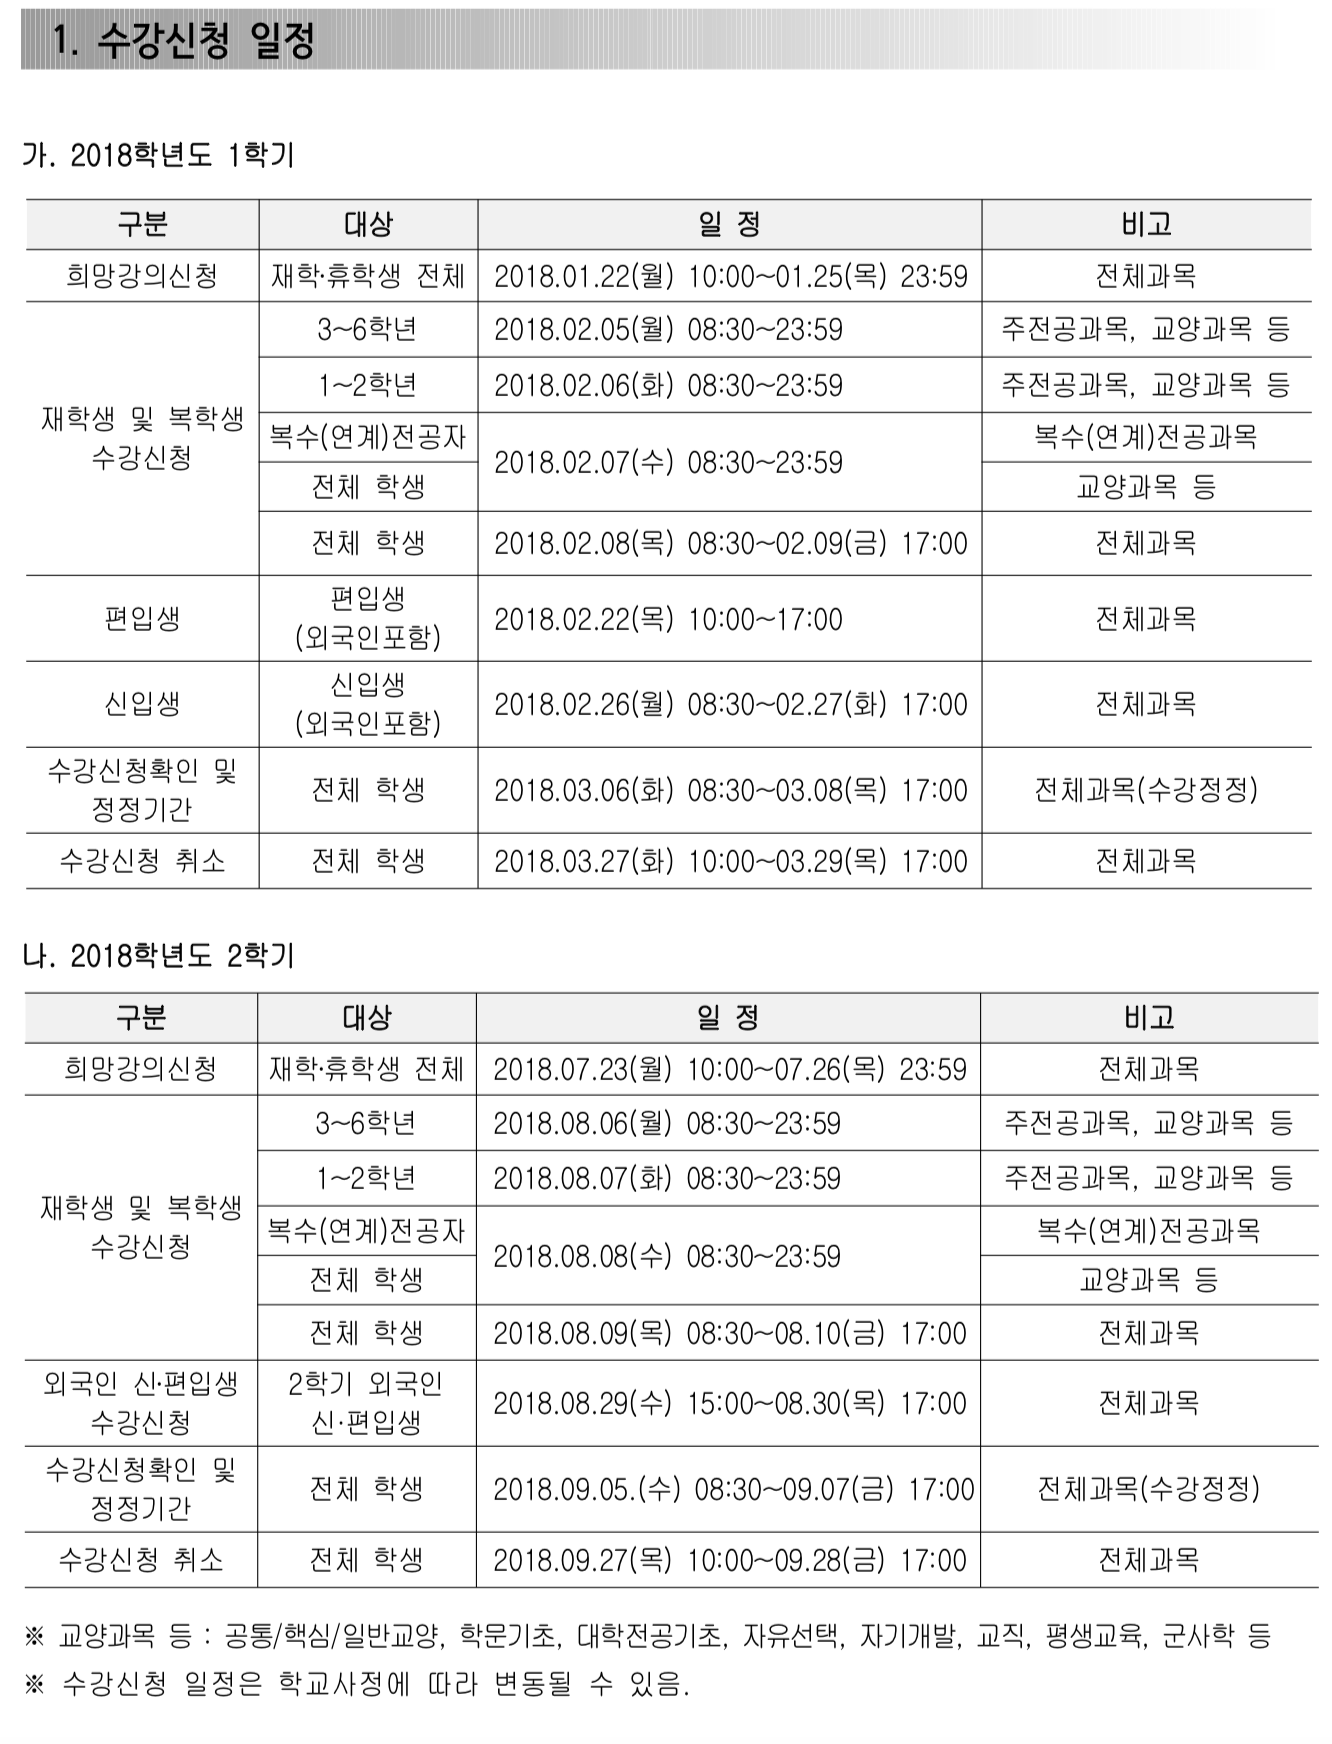 1. 수강신청 일정
가. 2018학년도 1학기
구분 대상 일 정 비고
희망강의신청 재학·휴학생 전체 2018.01.22(월) 10:00~01.25(목) 23:59 전체과목
재학생 및 복학생
수강신청
3~6학년 2018.02.05(월) 08:30~23:59 주전공과목, 교양과목 등
1~2학년 2018.02.06(화) 08:30~23:59 주전공과목, 교양과목 등
복수(연계)전공자 2018.02.07(수) 08:30~23:59 복수(연계)전공과목
전체 학생 교양과목 등
전체 학생 2018.02.08(목) 08:30~02.09(금) 17:00 전체과목
편입생 편입생
(외국인포함) 2018.02.22(목) 10:00~17:00 전체과목
신입생 신입생
(외국인포함) 2018.02.26(월) 08:30~02.27(화) 17:00 전체과목
수강신청확인 및
정정기간 전체 학생 2018.03.06(화) 08:30~03.08(목) 17:00 전체과목(수강정정)
수강신청 취소 전체 학생 2018.03.27(화) 10:00~03.29(목) 17:00 전체과목
나. 2018학년도 2학기
구분 대상 일 정 비고
희망강의신청 재학·휴학생 전체 2018.07.23(월) 10:00~07.26(목) 23:59 전체과목
재학생 및 복학생
수강신청
3~6학년 2018.08.06(월) 08:30~23:59 주전공과목, 교양과목 등
1~2학년 2018.08.07(화) 08:30~23:59 주전공과목, 교양과목 등
복수(연계)전공자 2018.08.08(수) 08:30~23:59 복수(연계)전공과목
전체 학생 교양과목 등
전체 학생 2018.08.09(목) 08:30~08.10(금) 17:00 전체과목
외국인 신·편입생 2학기 외국인
수강신청 신·편입생 2018.08.29(수) 15:00~08.30(목) 17:00 전체과목
수강신청확인 및
정정기간 전체 학생 2018.09.05.(수) 08:30~09.07(금) 17:00 전체과목(수강정정)
수강신청 취소 전체 학생 2018.09.27(목) 10:00~09.28(금) 17:00 전체과목
※ 교양과목 등 : 공통/핵심/일반교양, 학문기초, 대학전공기초, 자유선택, 자기개발, 교직, 평생교육, 군사학 등
※ 수강신청 일정은 학교사정에 따라 변동될 수 있음.